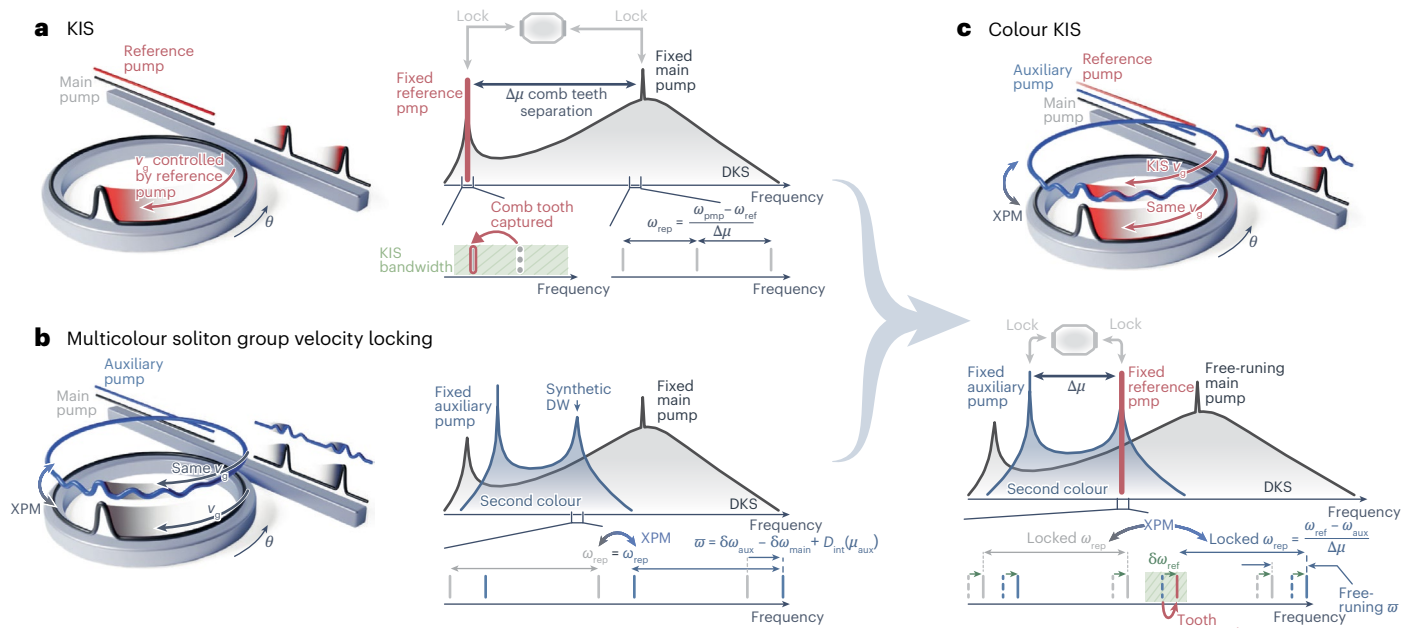 a KIS
Reference
pump
Main
pump
v_g controlled
by reference
pump
θ
Lock
Lock
Fixed
reference
pmp
Δμ comb teeth
separation
Fixed
main
pump
DKS
Frequency
Comb tooth
captured
KIS
bandwidth
Frequency
ω_rep = (ω_pmp − ω_ref) / Δμ
Frequency
b Multicolour soliton group velocity locking
Auxiliary
pump
Main
pump
Same v_g
v_g
XPM
θ
Fixed
auxiliary
pump
Synthetic
DW
Fixed
main
pump
Second colour
DKS
Frequency
XPM
ω_rep = ω_rep
ϖ = δω_aux − δω_main + D_int(μ_aux)
Frequency
c Colour KIS
Reference
pump
Auxiliary
pump
Main
pump
KIS v_g
Same v_g
XPM
θ
Lock
Lock
Fixed
auxiliary
pump
Δμ
Fixed
reference
pmp
Free-runing
main
pump
Second colour
DKS
Frequency
XPM
Locked ω_rep
Locked ω_rep = (ω_ref − ω_aux) / Δμ
δω_ref
Free-
runing ϖ
Frequency
Tooth